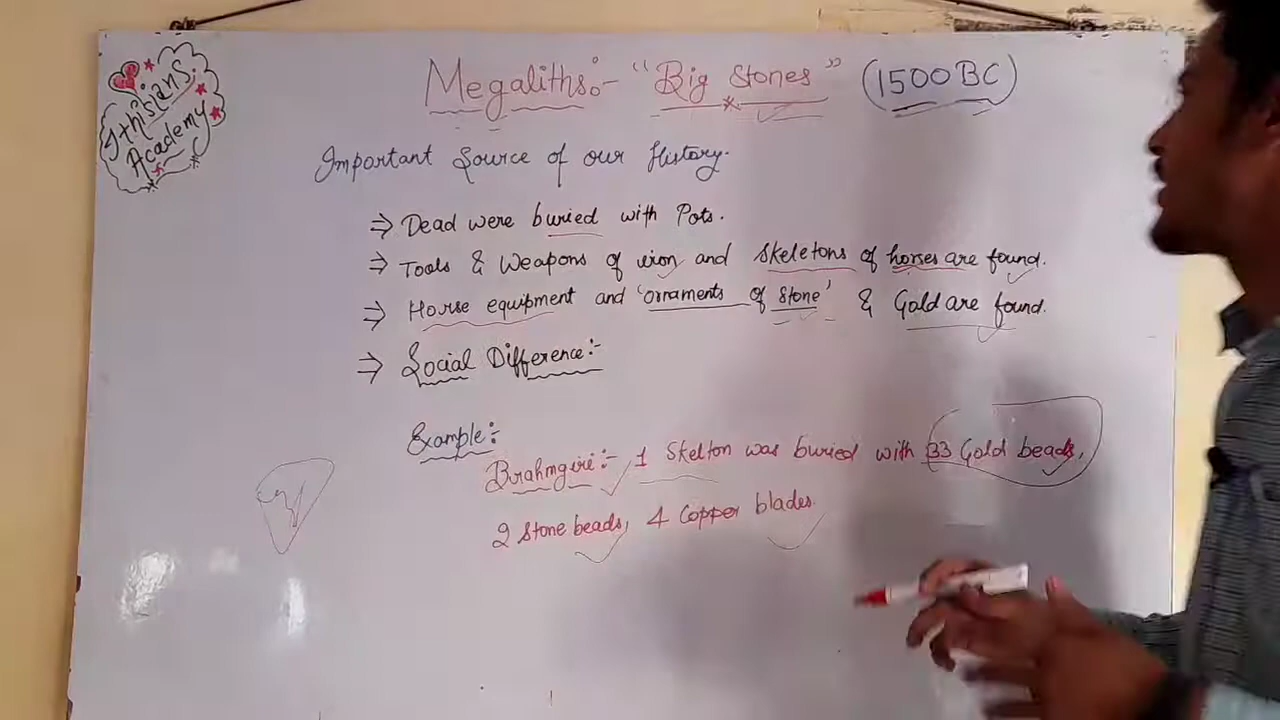 Ithisians
Academy
Megaliths:- "Big Stones" (1500 BC)
Important Source of our History.
⇒ Dead were buried with Pots.
⇒ Tools & Weapons of iron and Skeletons of horses are found.
⇒ Horse equipment and 'ornaments of Stone' & Gold are found.
⇒ Social Difference:-
Example:-
Brahmgiri:- 1 Skelton was buried with 33 Gold beads,
2 Stone beads, 4 Copper blades.